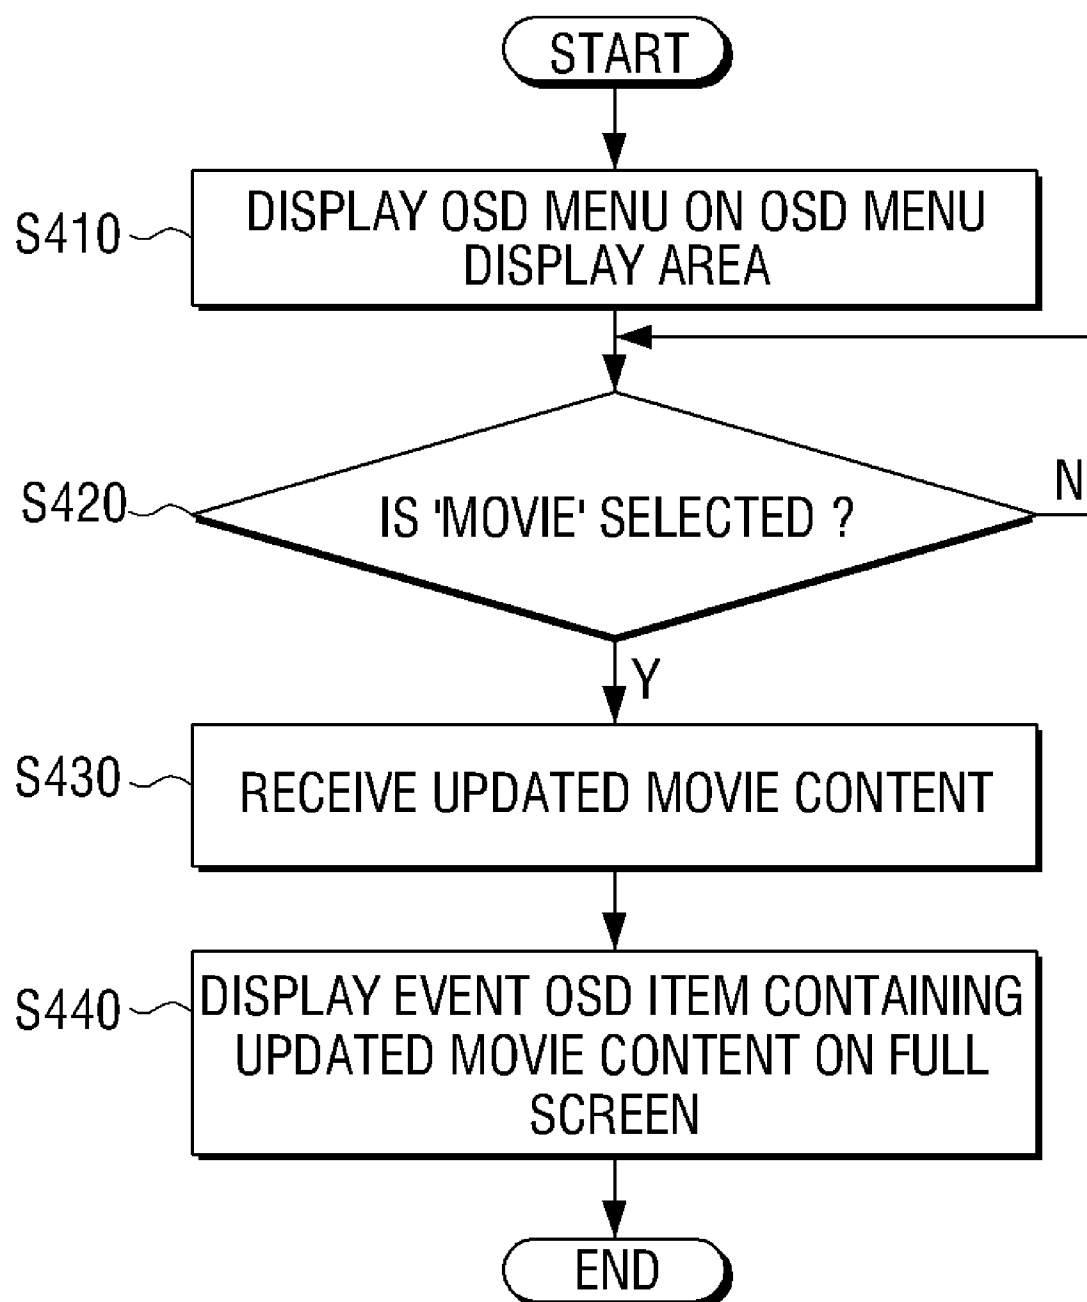 START
S410
DISPLAY OSD MENU ON OSD MENU
DISPLAY AREA
S420
IS 'MOVIE' SELECTED ?
N
Y
S430
RECEIVE UPDATED MOVIE CONTENT
S440
DISPLAY EVENT OSD ITEM CONTAINING
UPDATED MOVIE CONTENT ON FULL
SCREEN
END